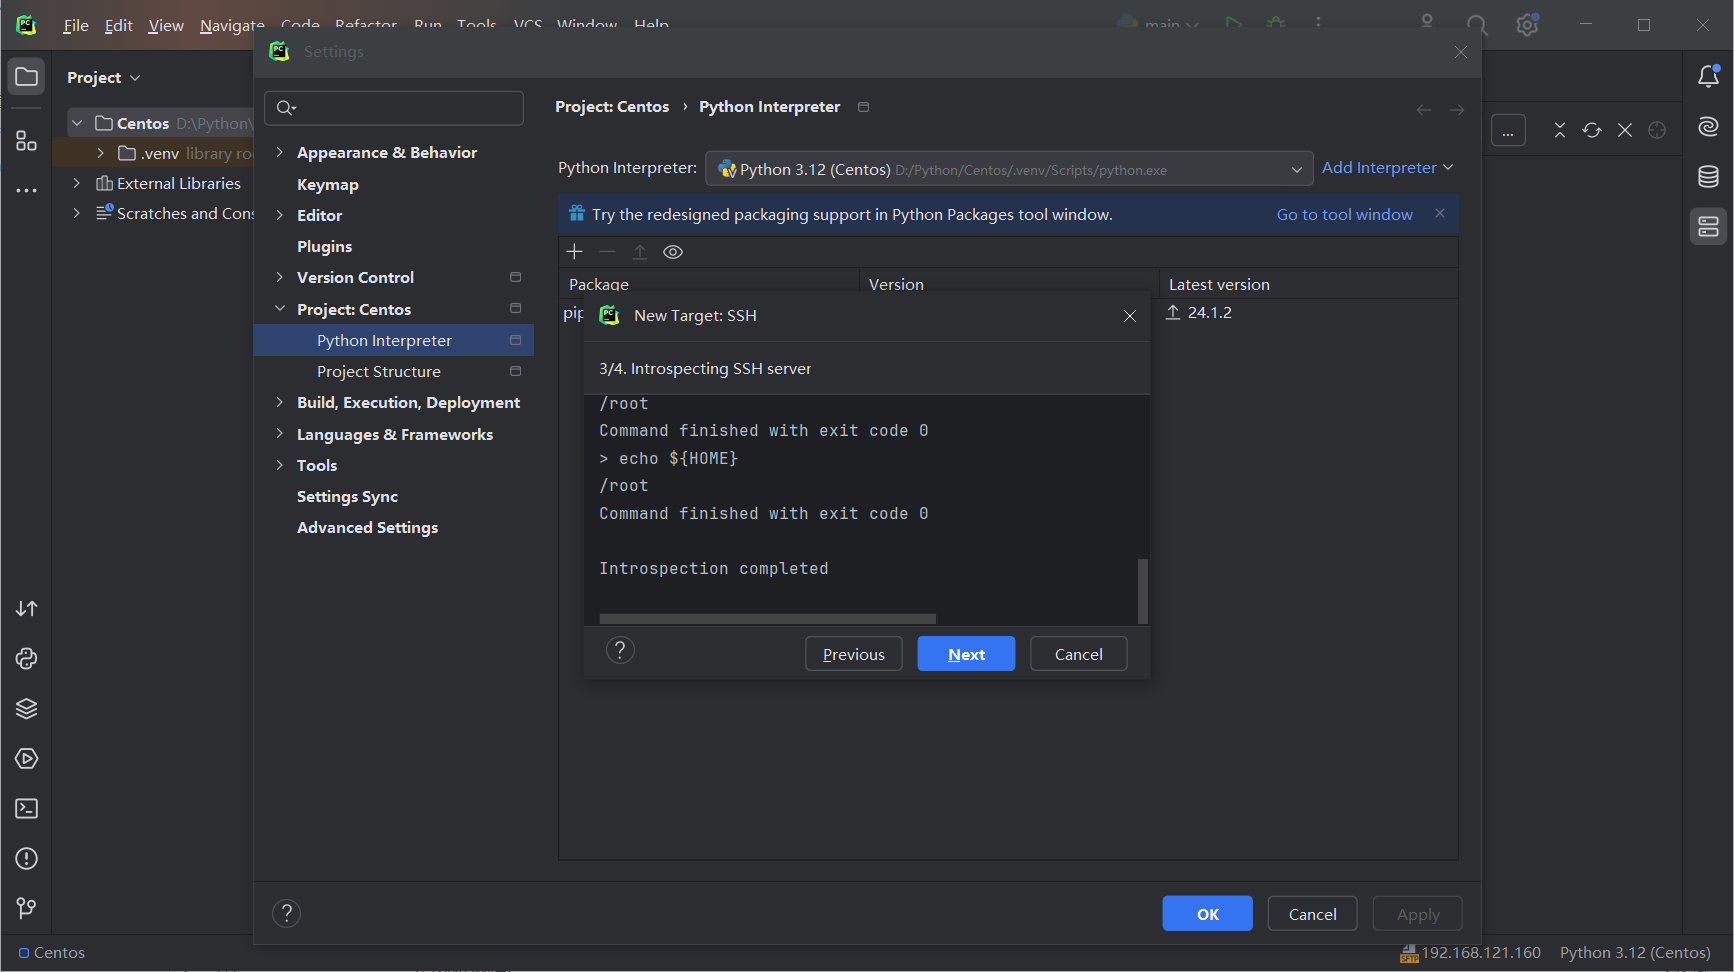 File Edit View Navigate Code Refactor Run Tools VCS Window Help
main
Settings
Project
Project: Centos › Python Interpreter
Centos D:\Python\
.venv library ro
External Libraries
Scratches and Con
Appearance & Behavior
Keymap
Editor
Plugins
Version Control
Project: Centos
Python Interpreter
Project Structure
Build, Execution, Deployment
Languages & Frameworks
Tools
Settings Sync
Advanced Settings
Python Interpreter: Python 3.12 (Centos) D:/Python/Centos/.venv/Scripts/python.exe Add Interpreter
...
Try the redesigned packaging support in Python Packages tool window. Go to tool window
Package Version Latest version
pip 24.1.2
New Target: SSH
3/4. Introspecting SSH server
/root
Command finished with exit code 0
> echo ${HOME}
/root
Command finished with exit code 0
Introspection completed
? Previous Next Cancel
? OK Cancel Apply
Centos SFTP 192.168.121.160 Python 3.12 (Centos)